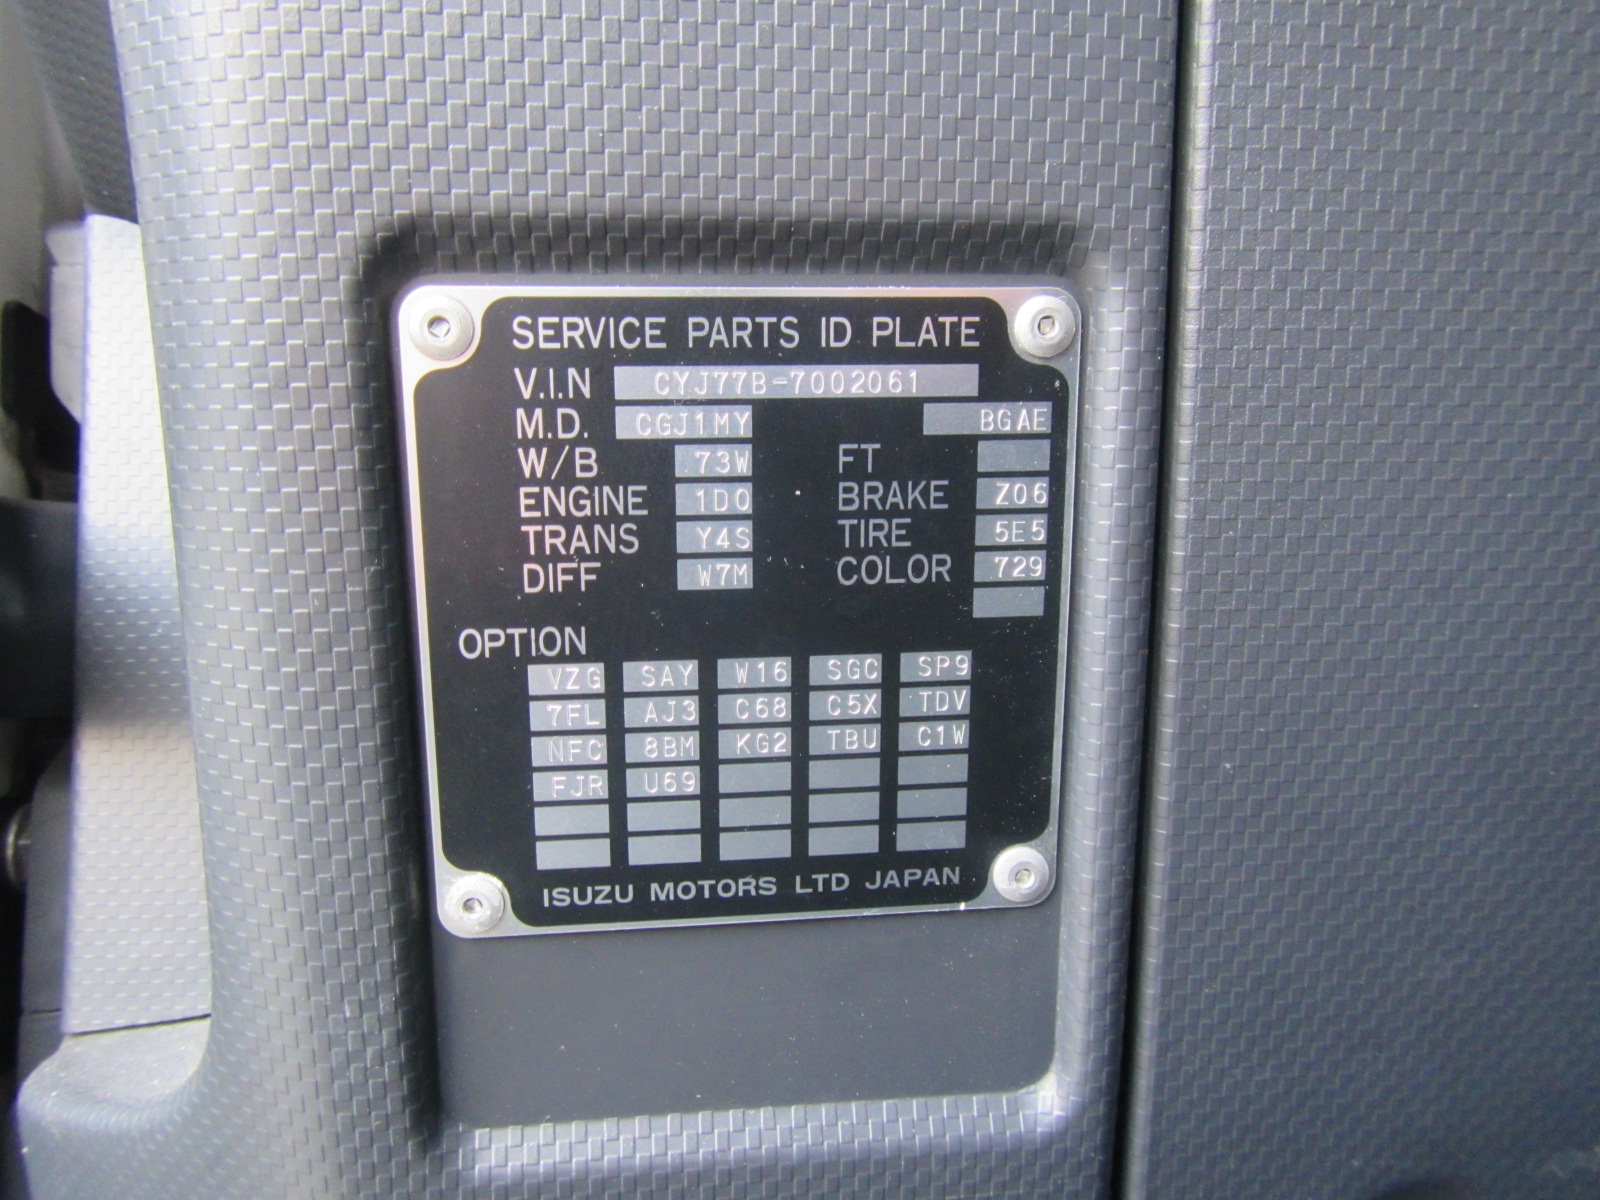 SERVICE PARTS ID PLATE
V.I.N CYJ77B-7002061
M.D. CGJ1MY BGAE
W/B 73W FT
ENGINE 1D0 BRAKE Z06
TRANS Y4S TIRE 5E5
DIFF W7M COLOR 729
OPTION
VZG SAY W16 SGC SP9
7FL AJ3 C68 C5X TDV
NFC 8BM KG2 TBU C1W
FJR U69
ISUZU MOTORS LTD JAPAN